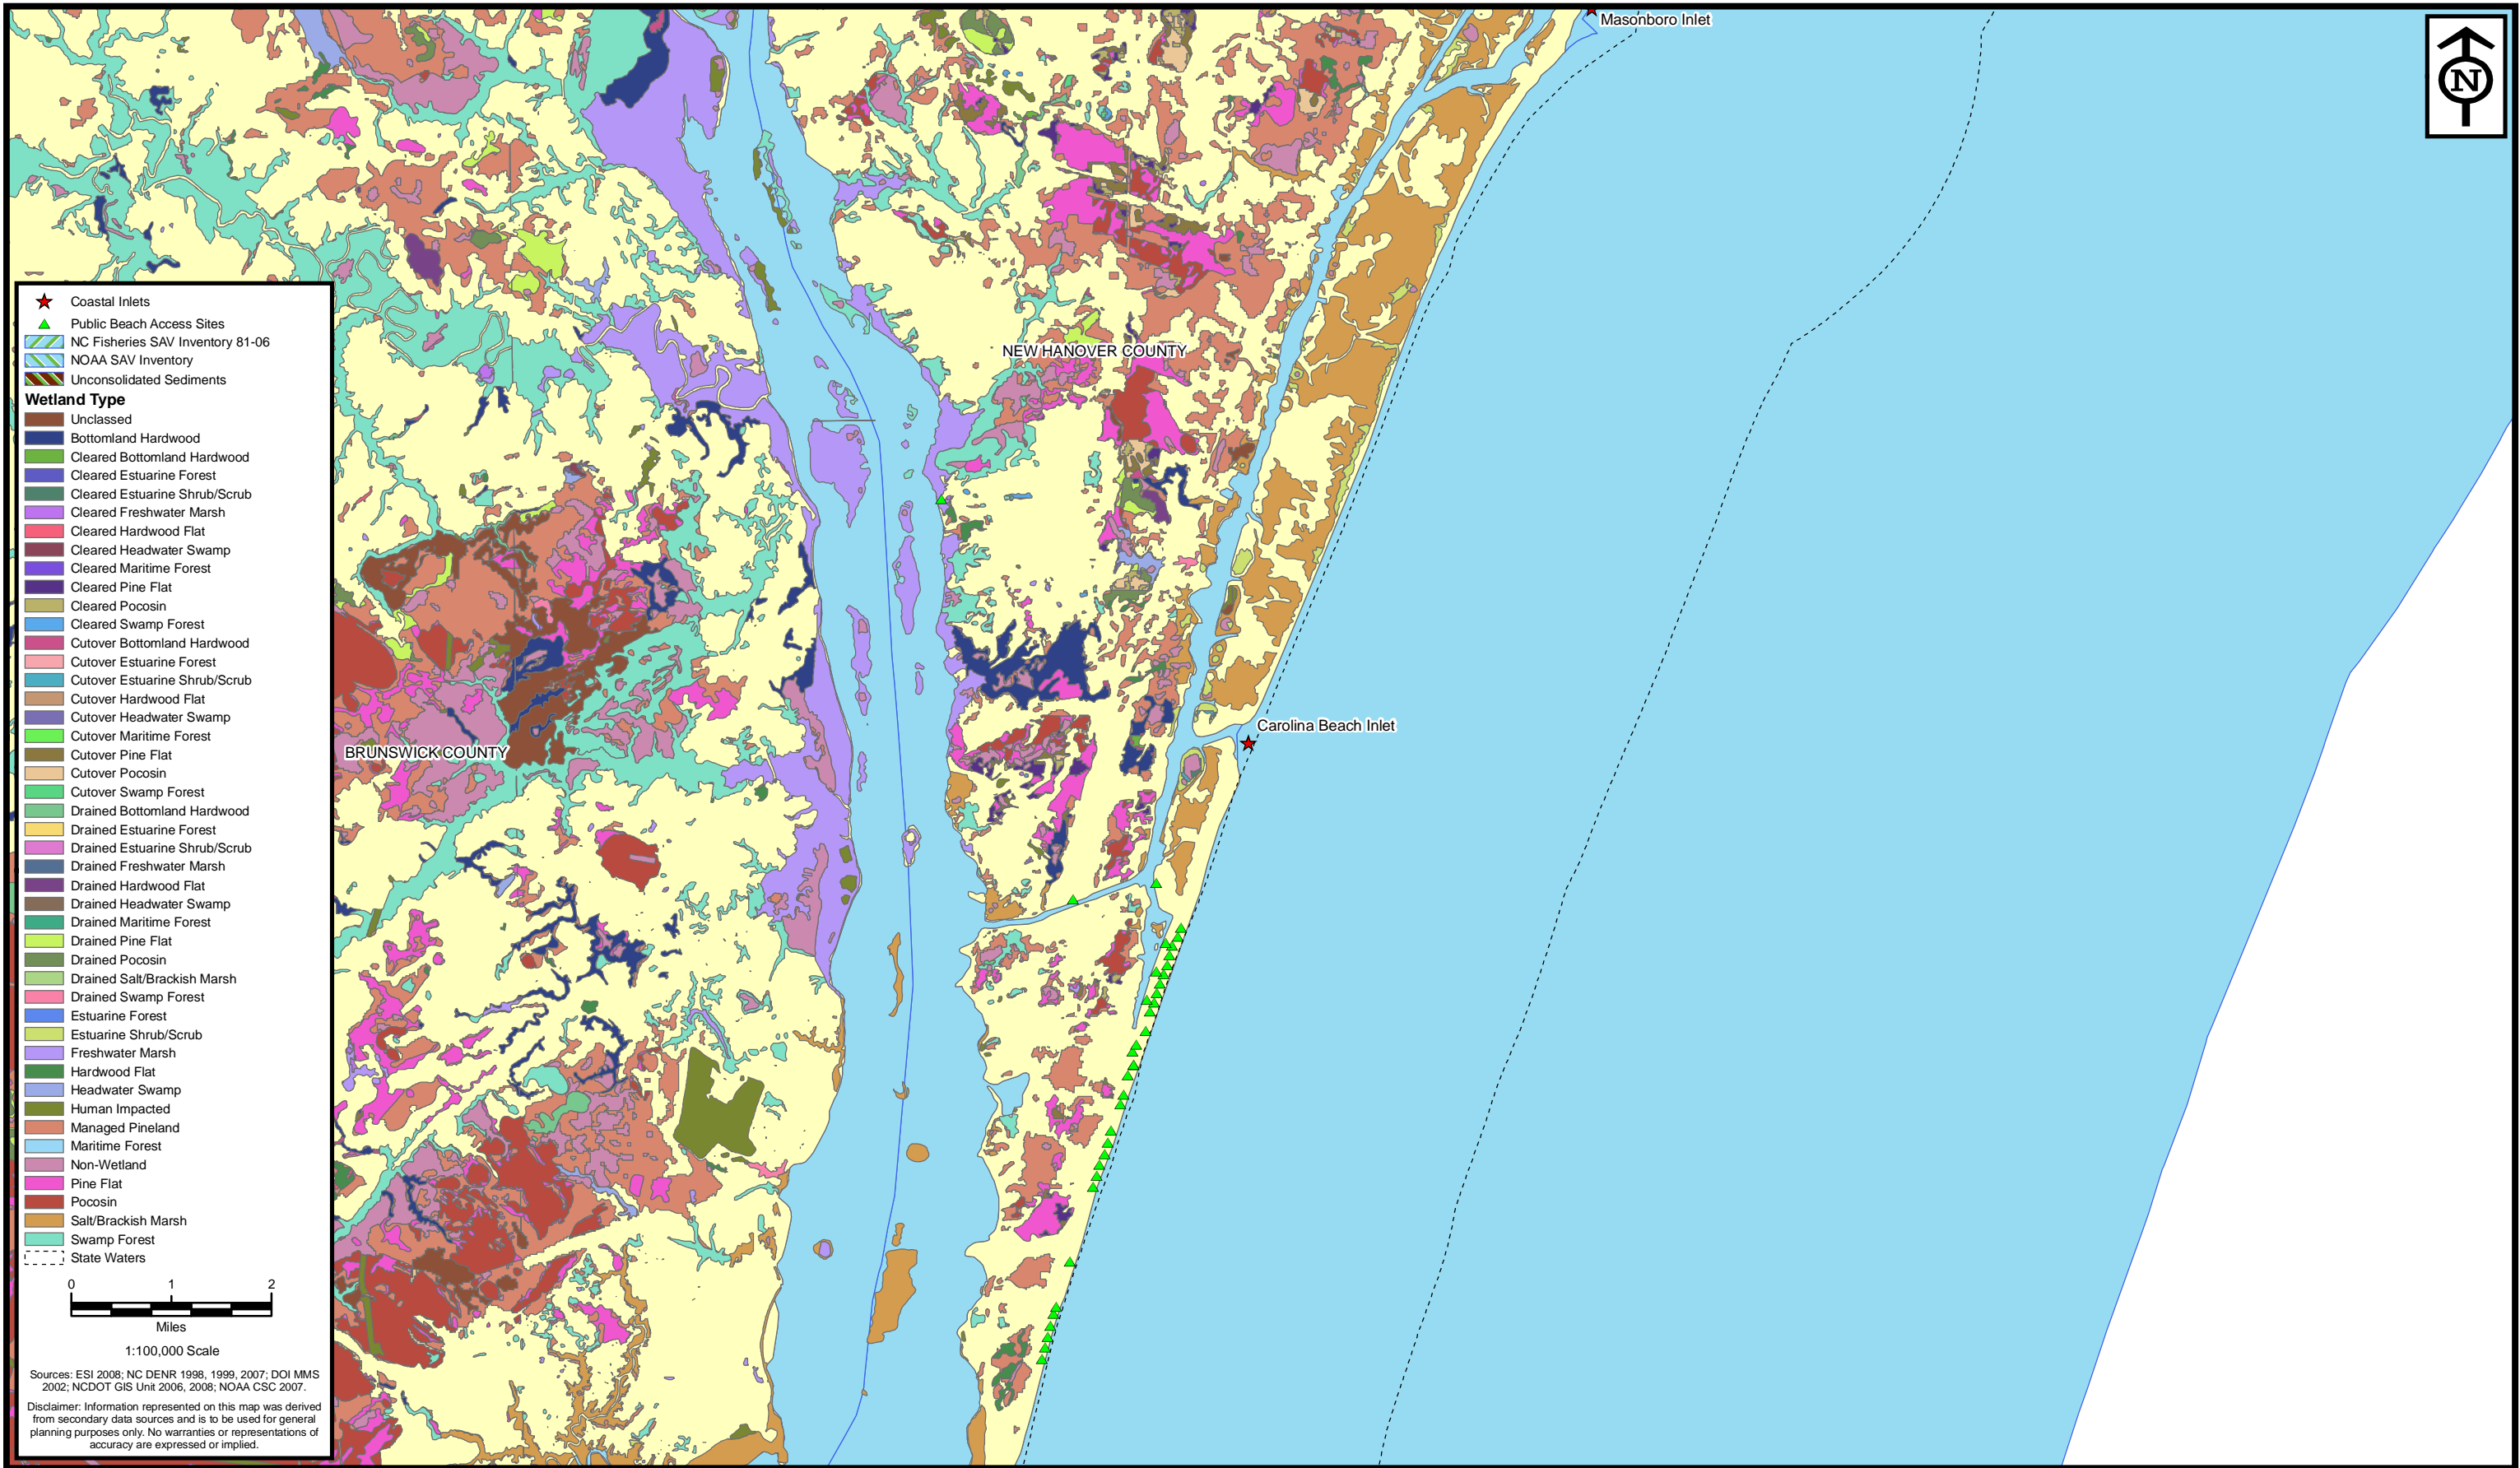 Masonboro Inlet
N
NEW HANOVER COUNTY
Carolina Beach Inlet
BRUNSWICK COUNTY
Coastal Inlets
Public Beach Access Sites
NC Fisheries SAV Inventory 81-06
NOAA SAV Inventory
Unconsolidated Sediments
Wetland Type
Unclassed
Bottomland Hardwood
Cleared Bottomland Hardwood
Cleared Estuarine Forest
Cleared Estuarine Shrub/Scrub
Cleared Freshwater Marsh
Cleared Hardwood Flat
Cleared Headwater Swamp
Cleared Maritime Forest
Cleared Pine Flat
Cleared Pocosin
Cleared Swamp Forest
Cutover Bottomland Hardwood
Cutover Estuarine Forest
Cutover Estuarine Shrub/Scrub
Cutover Hardwood Flat
Cutover Headwater Swamp
Cutover Maritime Forest
Cutover Pine Flat
Cutover Pocosin
Cutover Swamp Forest
Drained Bottomland Hardwood
Drained Estuarine Forest
Drained Estuarine Shrub/Scrub
Drained Freshwater Marsh
Drained Hardwood Flat
Drained Headwater Swamp
Drained Maritime Forest
Drained Pine Flat
Drained Pocosin
Drained Salt/Brackish Marsh
Drained Swamp Forest
Estuarine Forest
Estuarine Shrub/Scrub
Freshwater Marsh
Hardwood Flat
Headwater Swamp
Human Impacted
Managed Pineland
Maritime Forest
Non-Wetland
Pine Flat
Pocosin
Salt/Brackish Marsh
Swamp Forest
State Waters
0 1 2
Miles
1:100,000 Scale
Sources: ESI 2008; NC DENR 1998, 1999, 2007; DOI MMS
2002; NCDOT GIS Unit 2006, 2008; NOAA CSC 2007.
Disclaimer: Information represented on this map was derived
from secondary data sources and is to be used for general
planning purposes only. No warranties or representations of
accuracy are expressed or implied.